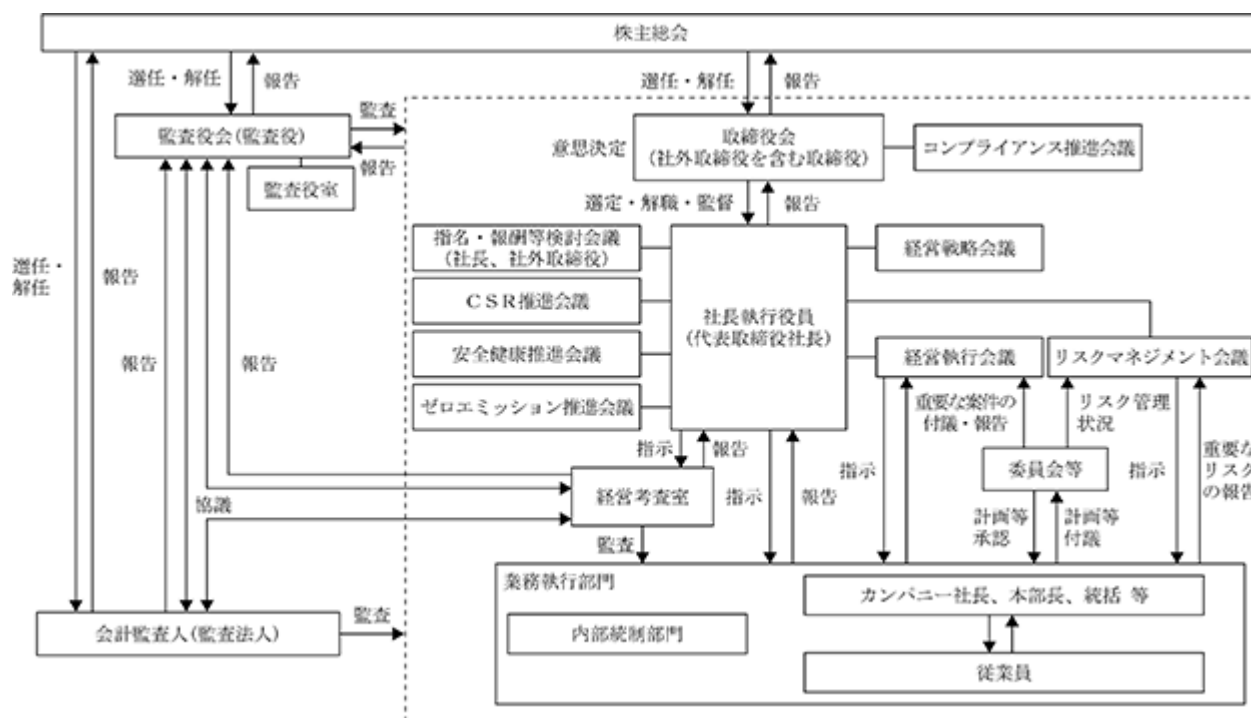 株主総会
選任・解任
報告
選任・解任
報告
監査
監査役会(監査役)
報告
監査役室
意思決定
取締役会
(社外取締役を含む取締役)
コンプライアンス推進会議
選定・解職・監督
報告
指名・報酬等検討会議
(社長、社外取締役)
経営戦略会議
選任・
解任
報告
CSR推進会議
社長執行役員
(代表取締役社長)
安全健康推進会議
経営執行会議
リスクマネジメント会議
報告
報告
ゼロエミッション推進会議
重要な案件の
付議・報告
リスク管理
状況
指示
報告
委員会等
指示
指示
重要な
リスク
の報告
経営考査室
指示
報告
協議
計画等
承認
計画等
付議
監査
業務執行部門
カンパニー社長、本部長、統括 等
会計監査人(監査法人)
監査
内部統制部門
従業員